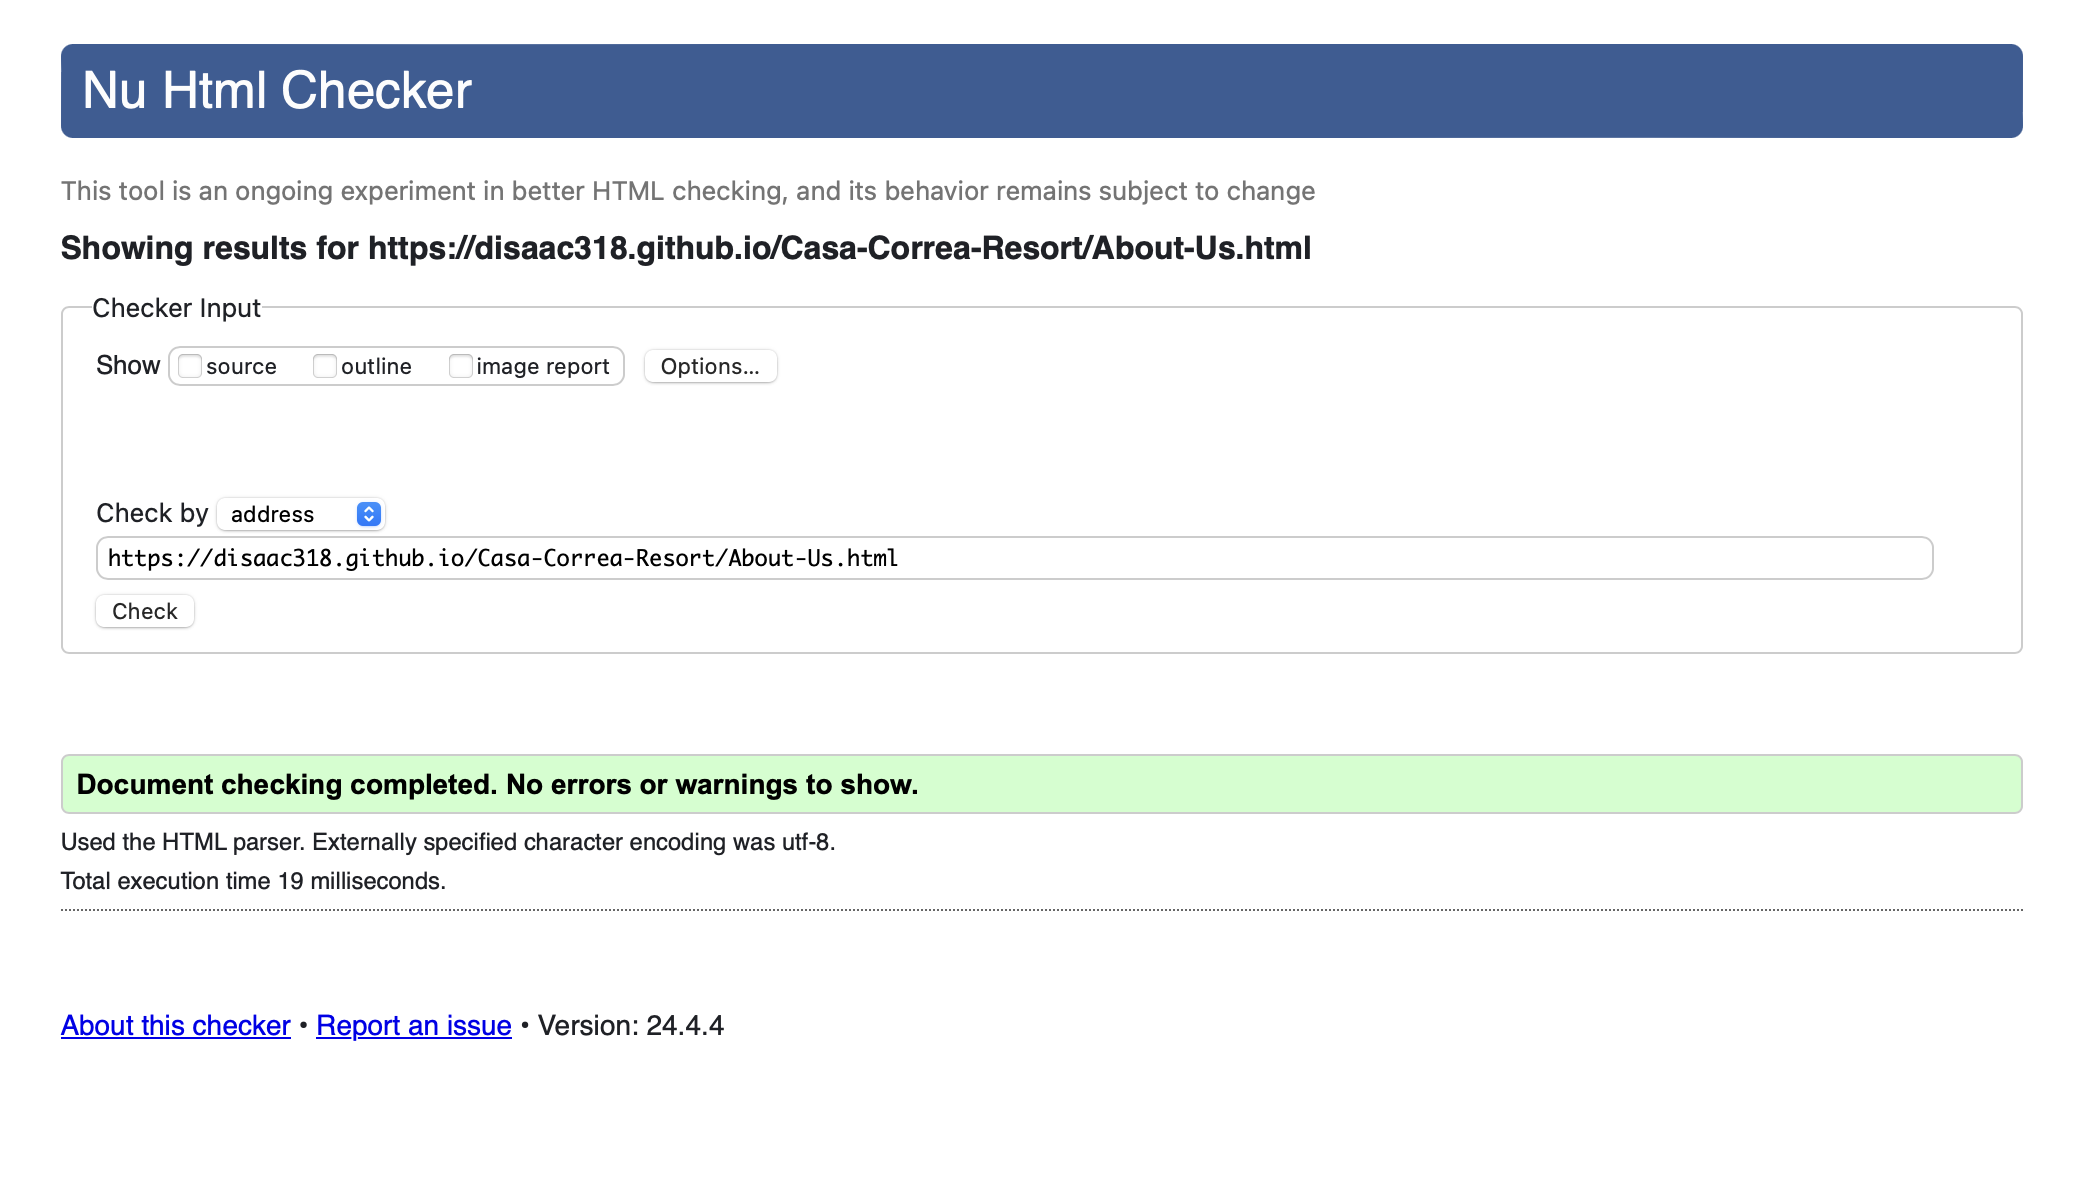 Nu Html Checker
This tool is an ongoing experiment in better HTML checking, and its behavior remains subject to change
Showing results for https://disaac318.github.io/Casa-Correa-Resort/About-Us.html
Checker Input
Show source outline image report Options...
Check by address
https://disaac318.github.io/Casa-Correa-Resort/About-Us.html
Check
Document checking completed. No errors or warnings to show.
Used the HTML parser. Externally specified character encoding was utf-8.
Total execution time 19 milliseconds.
About this checker • Report an issue • Version: 24.4.4